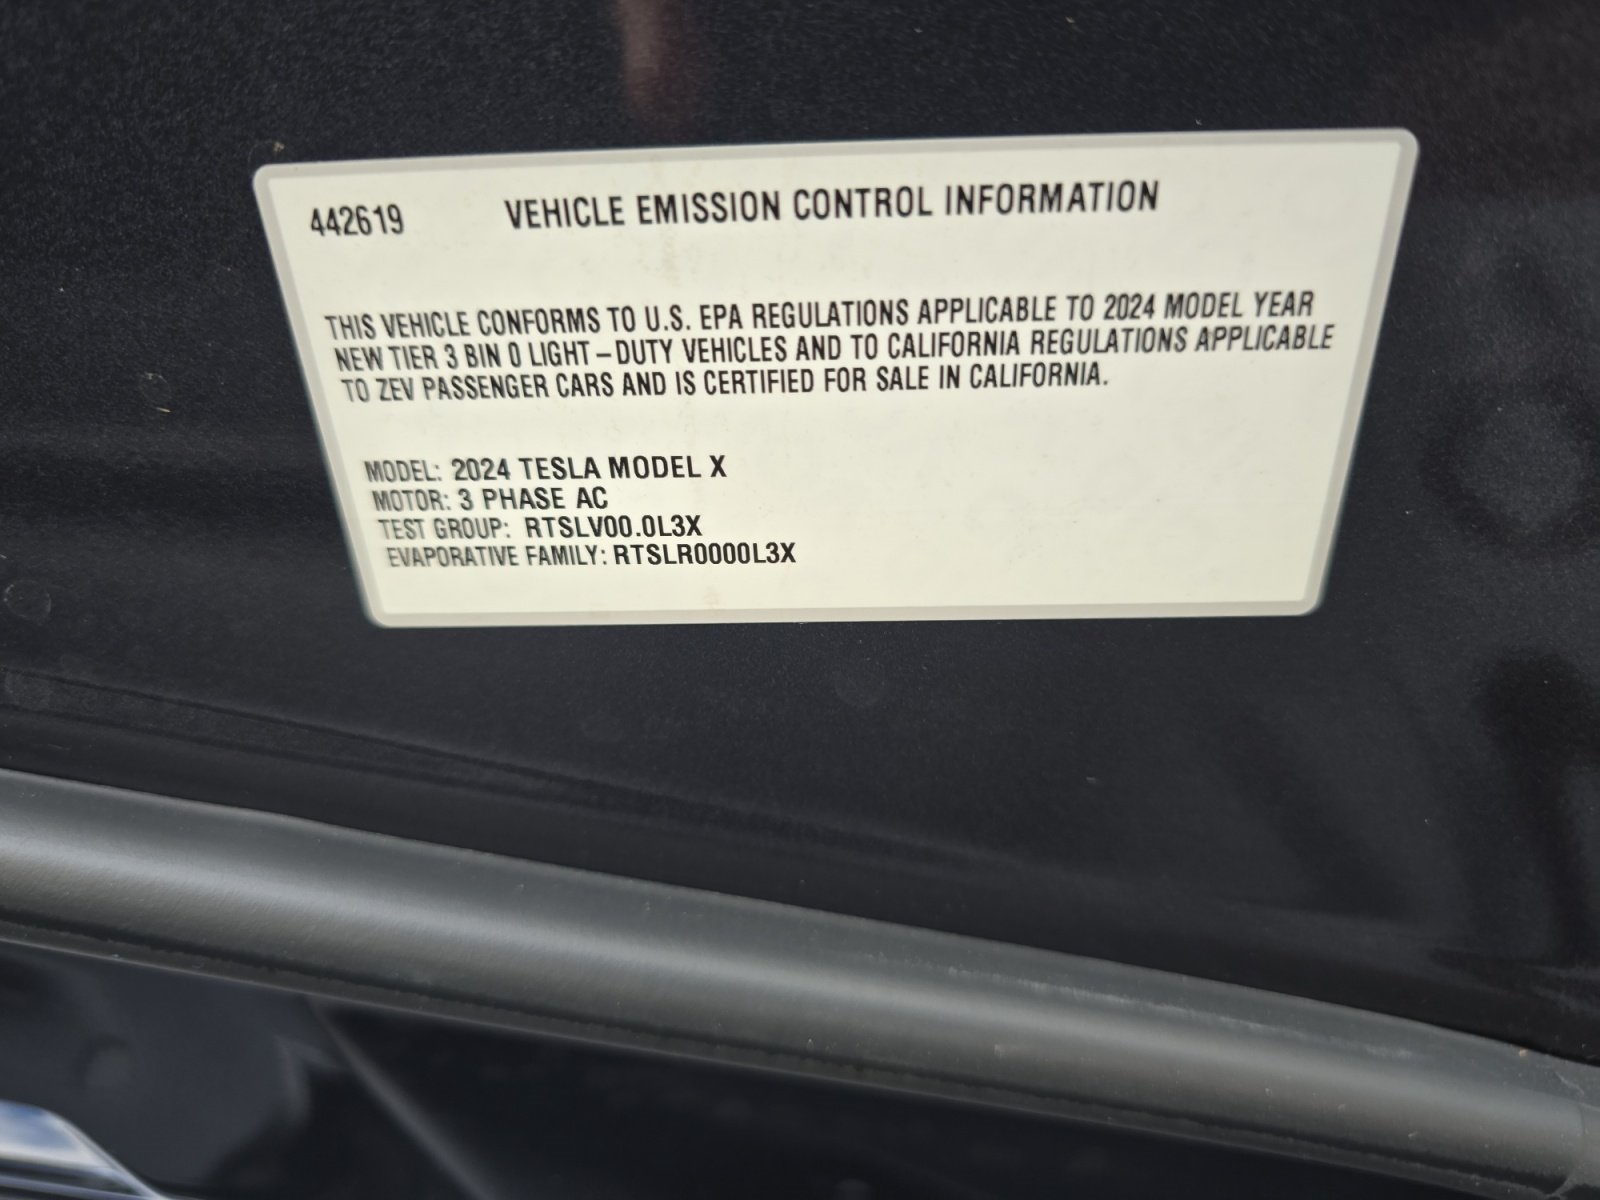 442619 VEHICLE EMISSION CONTROL INFORMATION
THIS VEHICLE CONFORMS TO U.S. EPA REGULATIONS APPLICABLE TO 2024 MODEL YEAR
NEW TIER 3 BIN 0 LIGHT-DUTY VEHICLES AND TO CALIFORNIA REGULATIONS APPLICABLE
TO ZEV PASSENGER CARS AND IS CERTIFIED FOR SALE IN CALIFORNIA.
MODEL: 2024 TESLA MODEL X
MOTOR: 3 PHASE AC
TEST GROUP: RTSLV00.0L3X
EVAPORATIVE FAMILY: RTSLR0000L3X